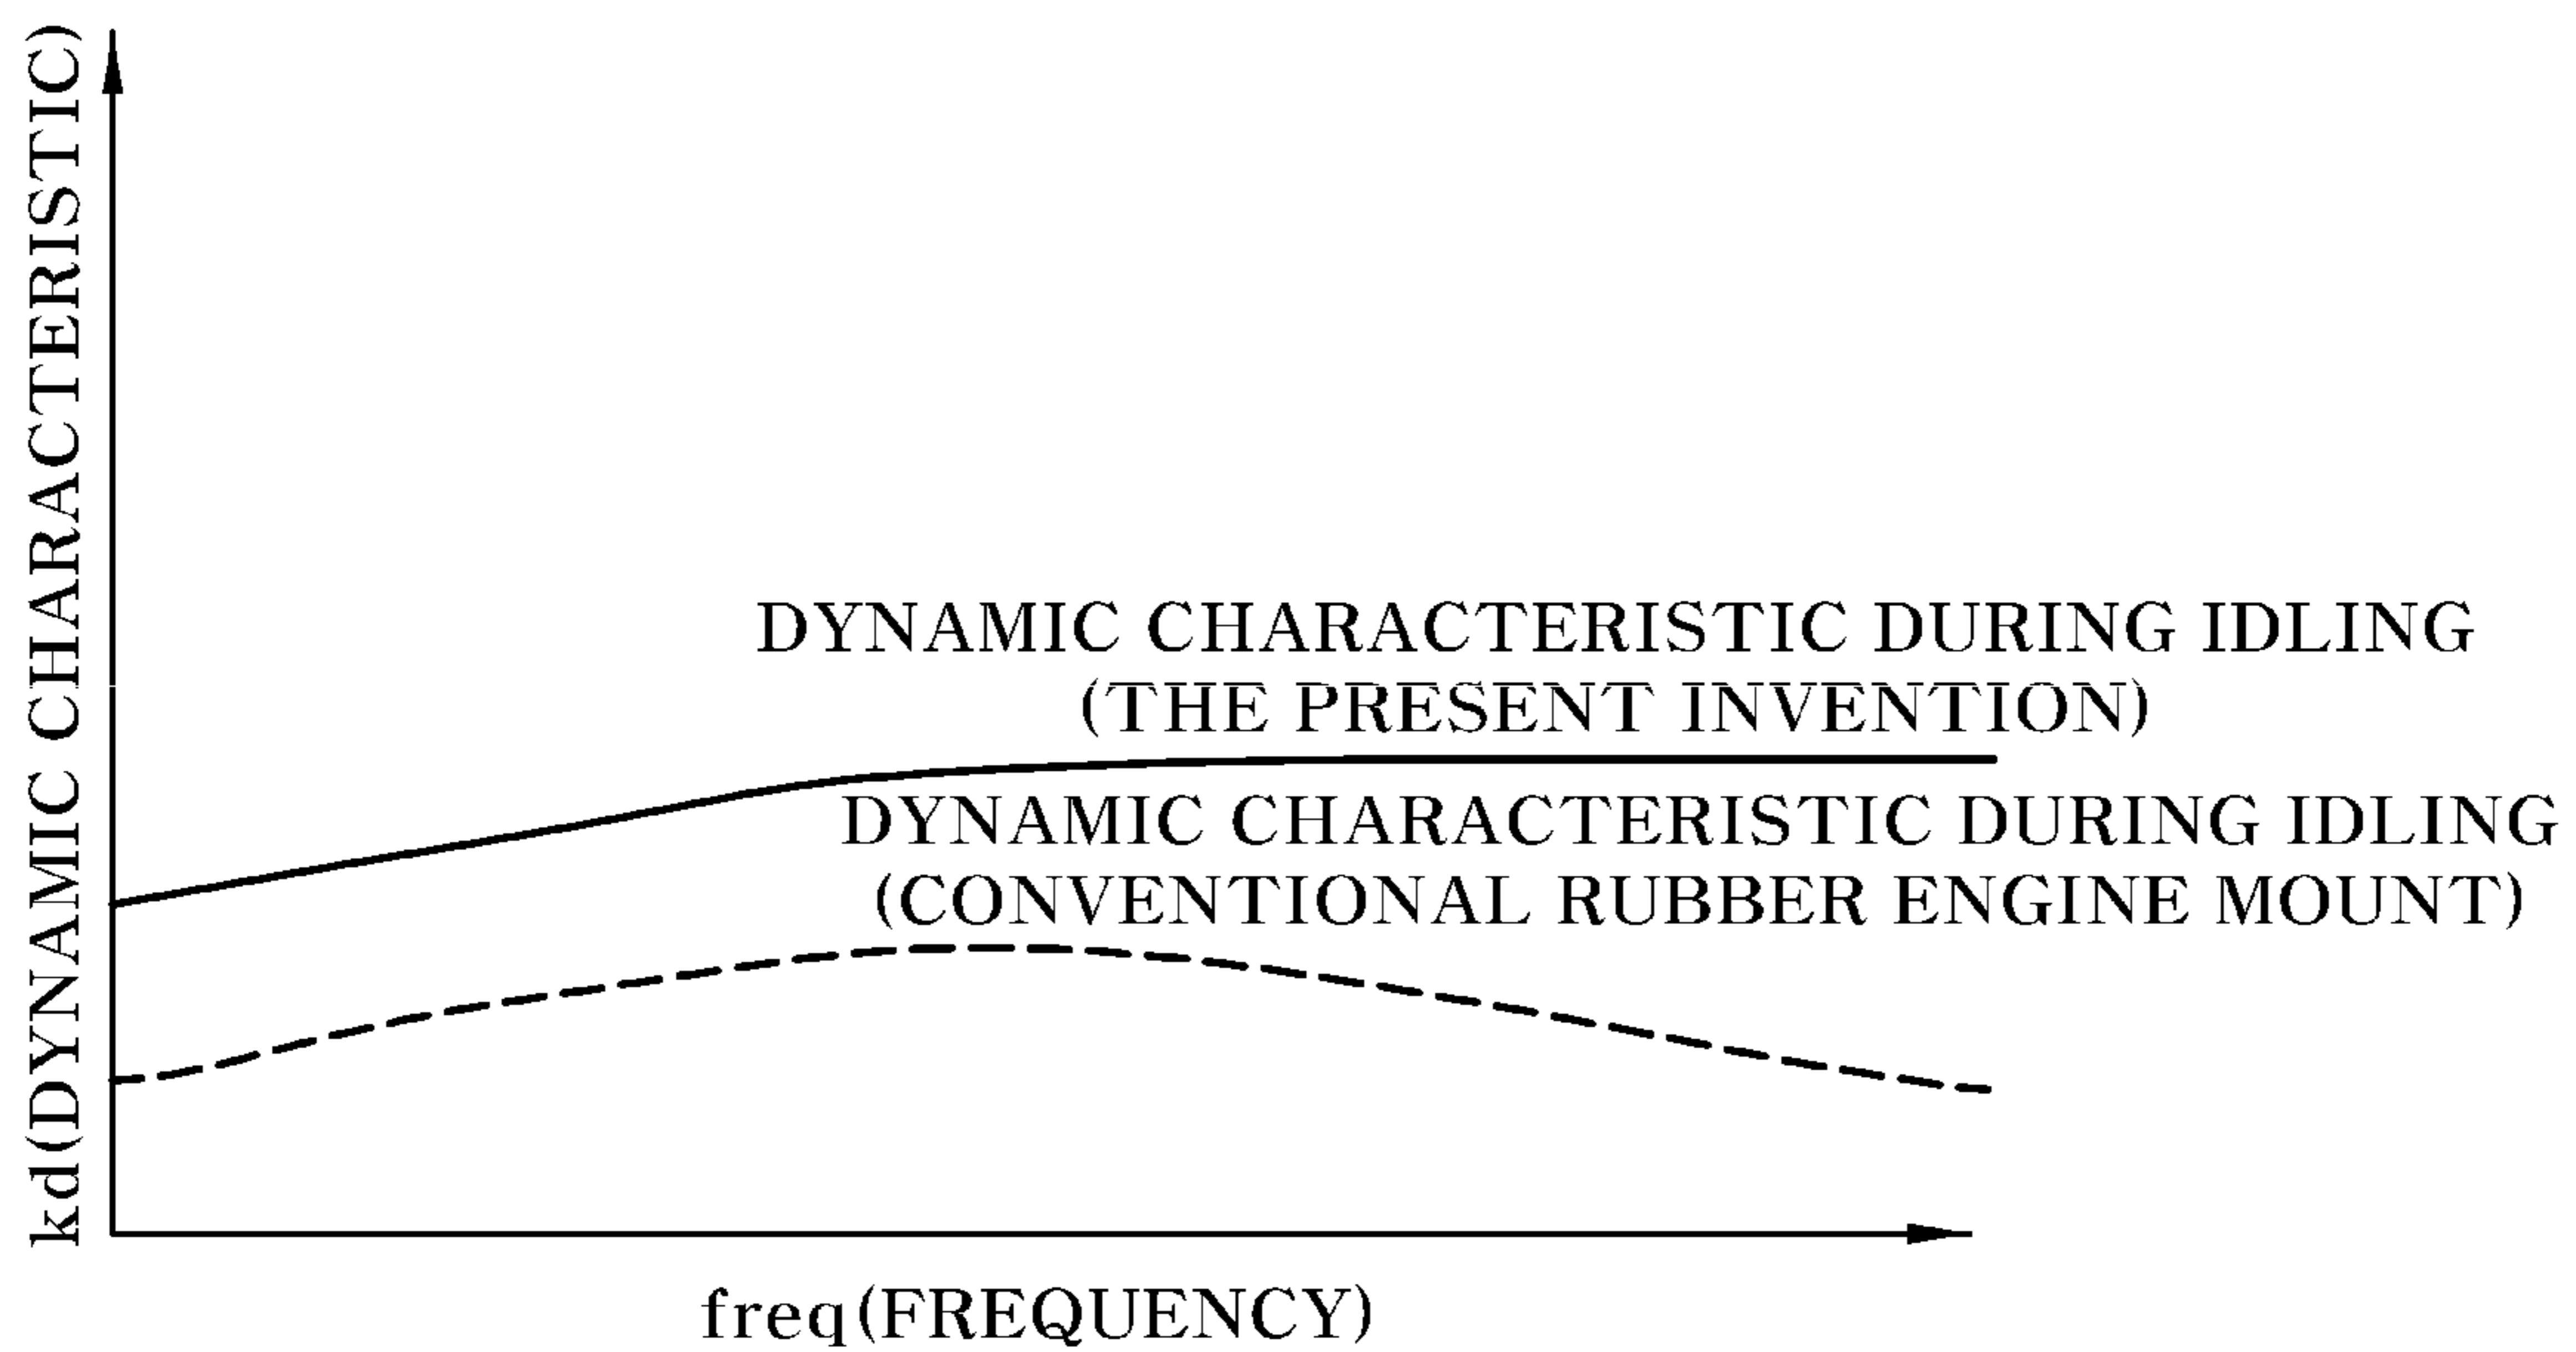 kd(DYNAMIC CHARACTERISTIC)
DYNAMIC CHARACTERISTIC DURING IDLING
(THE PRESENT INVENTION)
DYNAMIC CHARACTERISTIC DURING IDLING
(CONVENTIONAL RUBBER ENGINE MOUNT)
freq(FREQUENCY)